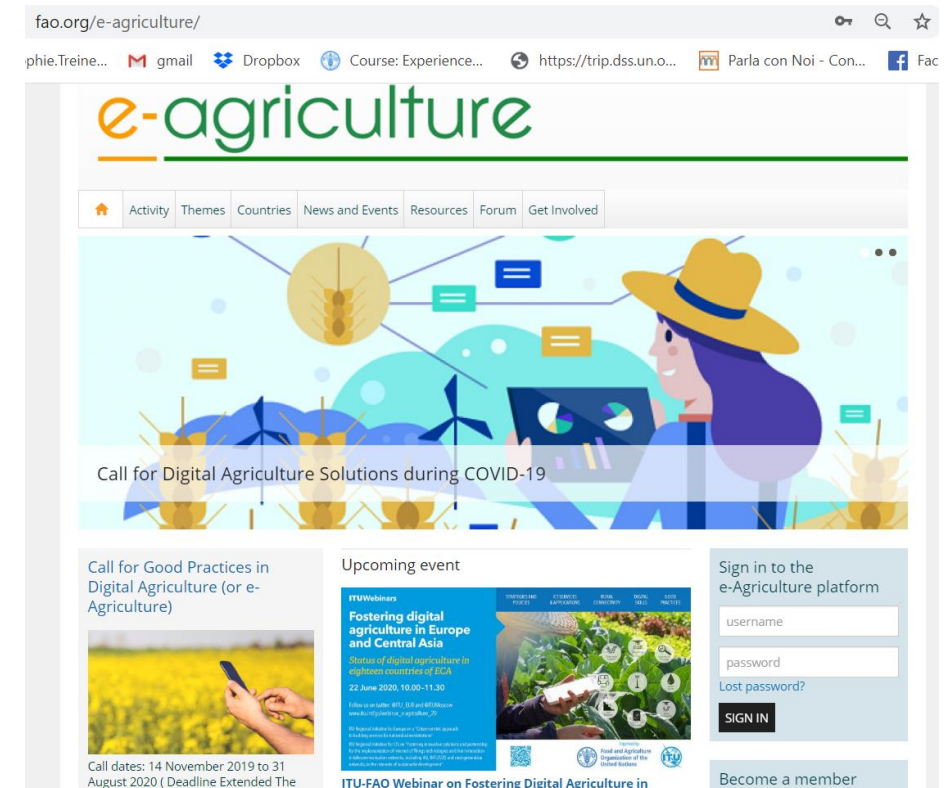 fao.org/e-agriculture/
phie.Treine... gmail Dropbox Course: Experience... https://trip.dss.un.o... Parla con Noi - Con... Fac
e-agriculture
Activity Themes Countries News and Events Resources Forum Get Involved
Call for Digital Agriculture Solutions during COVID-19
Call for Good Practices in
Digital Agriculture (or e-
Agriculture)
Call dates: 14 November 2019 to 31
August 2020 ( Deadline Extended The
Upcoming event
ITUWebinars
Fostering digital
agriculture in Europe
and Central Asia
Status of digital agriculture in
eighteen countries of ECA
22 June 2020, 10.00–11.30
Food and Agriculture
Organization of the
United Nations
ITU-FAO Webinar on Fostering Digital Agriculture in
Sign in to the
e-Agriculture platform
username
password
Lost password?
SIGN IN
Become a member